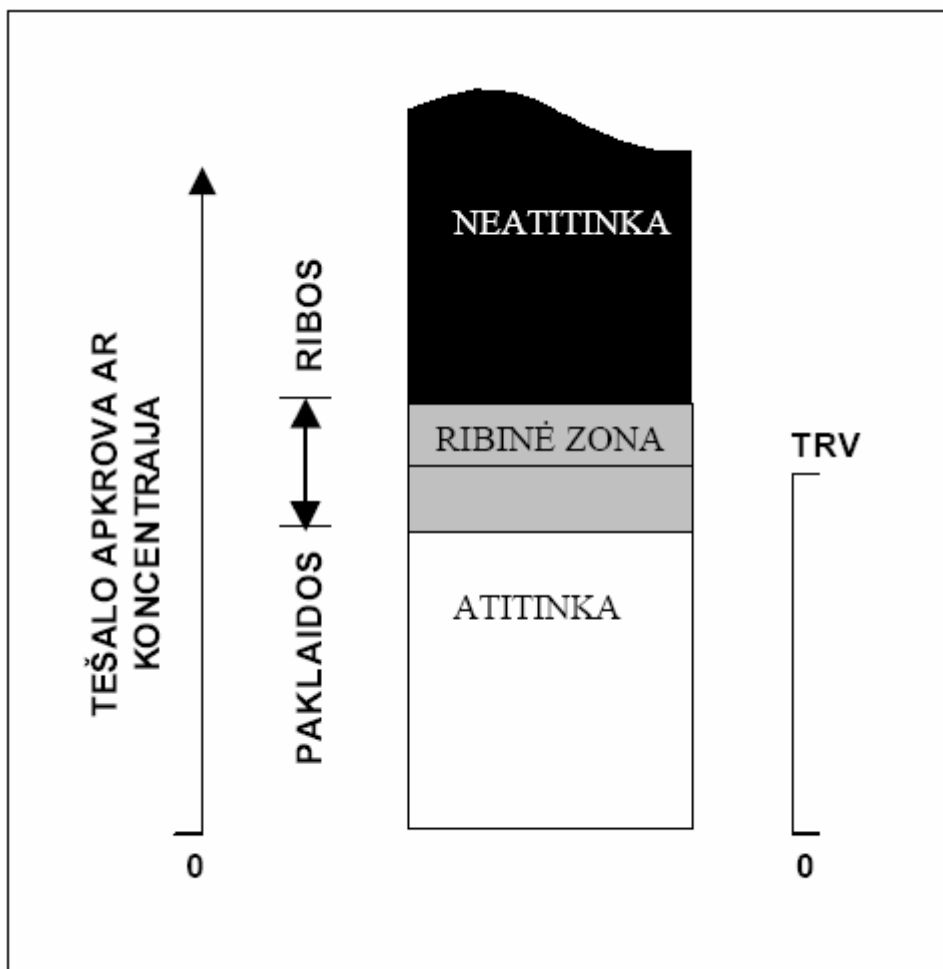 NEATITINKA
RIBINĖ ZONA
ATITINKA
TEŠALO APKROVA AR
KONCENTRAIJA
PAKLAIDOS RIBOS
TRV
0
0